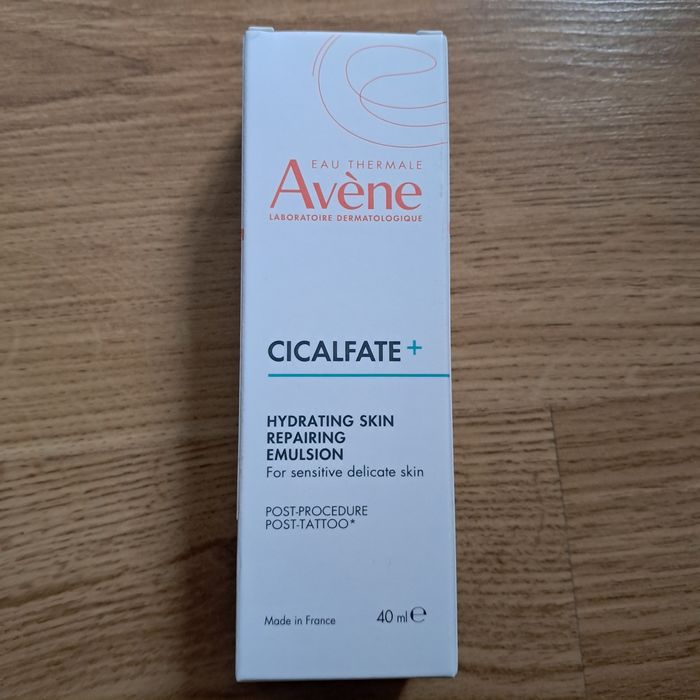 EAU THERMALE
Avène
LABORATOIRE DERMATOLOGIQUE
CICALFATE+
HYDRATING SKIN
REPAIRING
EMULSION
For sensitive delicate skin
POST-PROCEDURE
POST-TATTOO*
Made in France 40 ml ℮